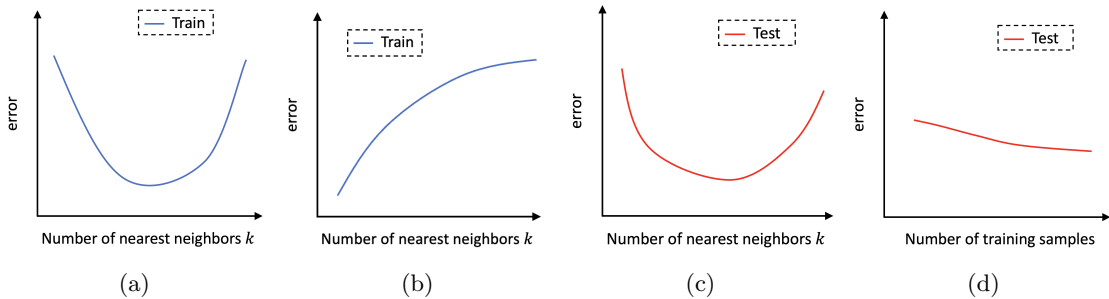 Train
error
Number of nearest neighbors k
(a)
Train
error
Number of nearest neighbors k
(b)
Test
error
Number of nearest neighbors k
(c)
Test
error
Number of training samples
(d)